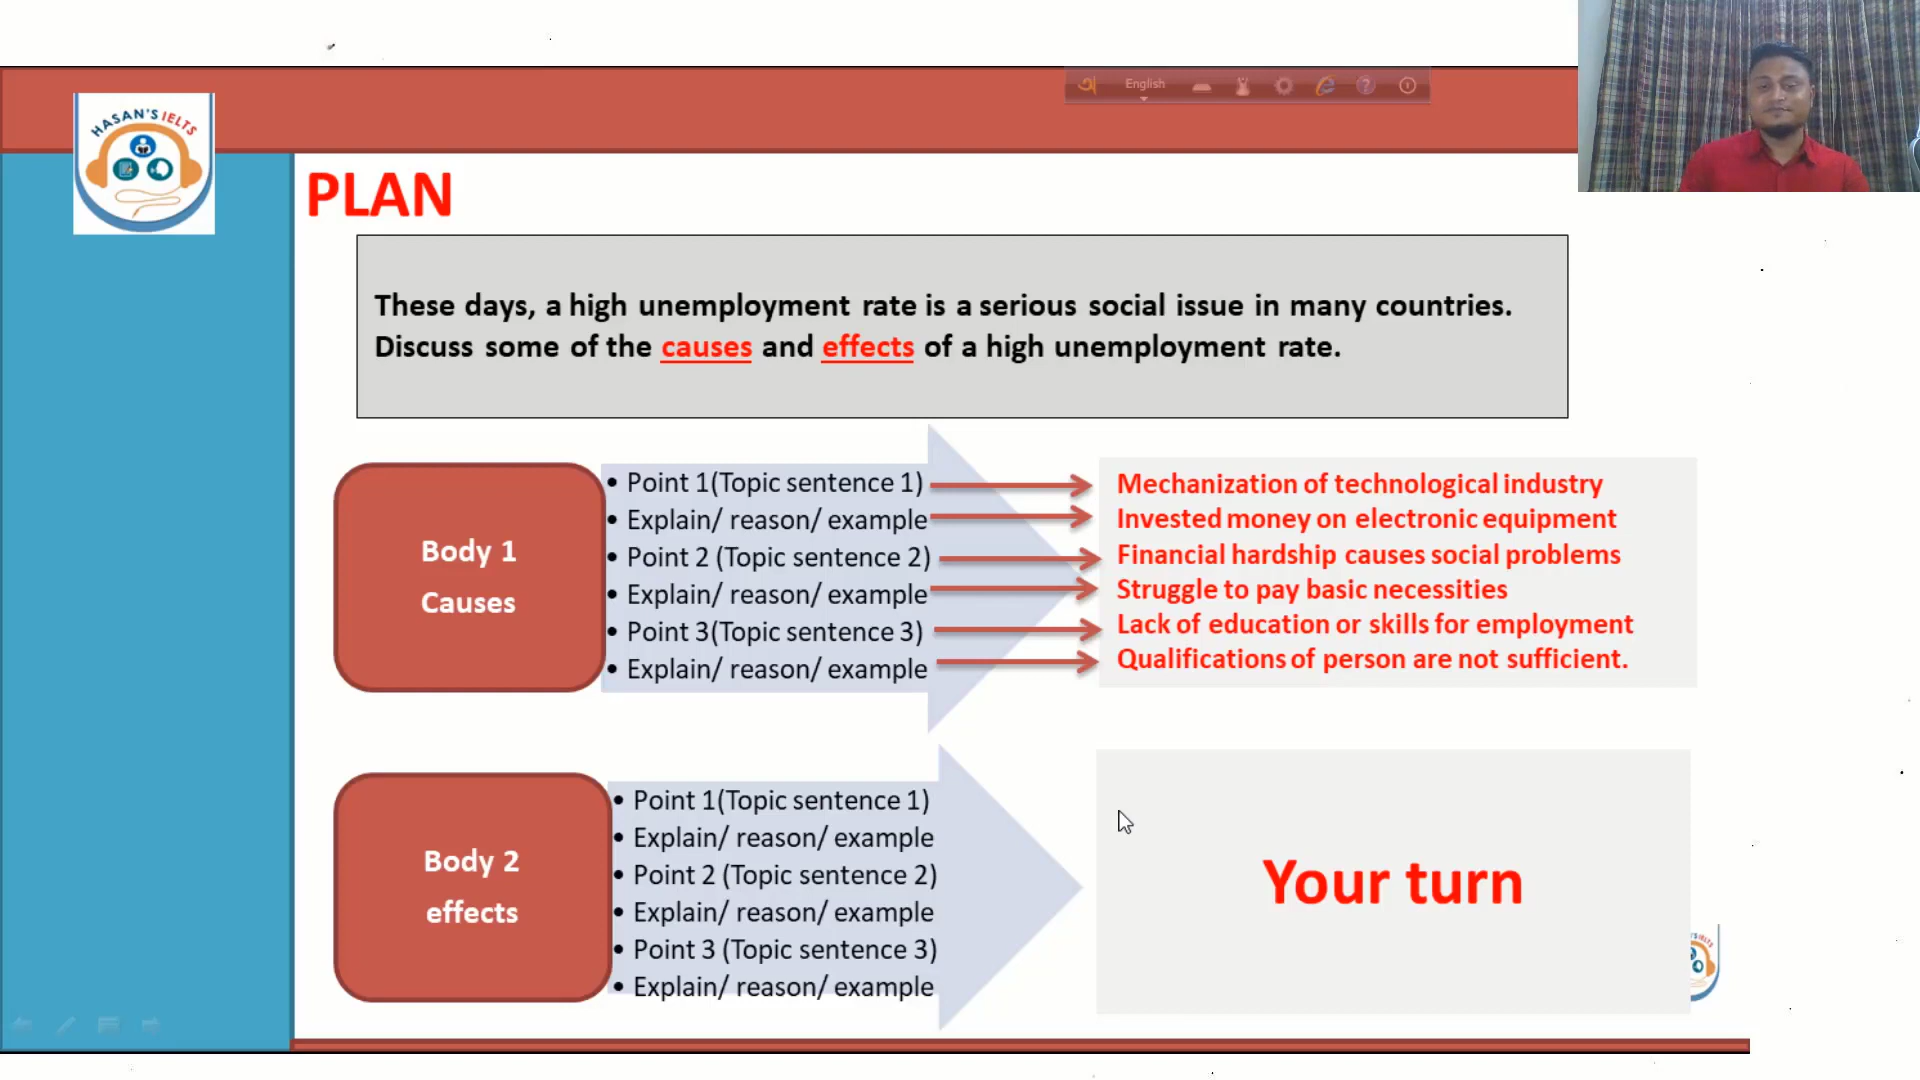 English
HASAN'S IELTS
PLAN
These days, a high unemployment rate is a serious social issue in many countries.
Discuss some of the causes and effects of a high unemployment rate.
Body 1
Causes
• Point 1(Topic sentence 1)
• Explain/ reason/ example
• Point 2 (Topic sentence 2)
• Explain/ reason/ example
• Point 3(Topic sentence 3)
• Explain/ reason/ example
Mechanization of technological industry
Invested money on electronic equipment
Financial hardship causes social problems
Struggle to pay basic necessities
Lack of education or skills for employment
Qualifications of person are not sufficient.
Body 2
effects
• Point 1(Topic sentence 1)
• Explain/ reason/ example
• Point 2 (Topic sentence 2)
• Explain/ reason/ example
• Point 3 (Topic sentence 3)
• Explain/ reason/ example
Your turn